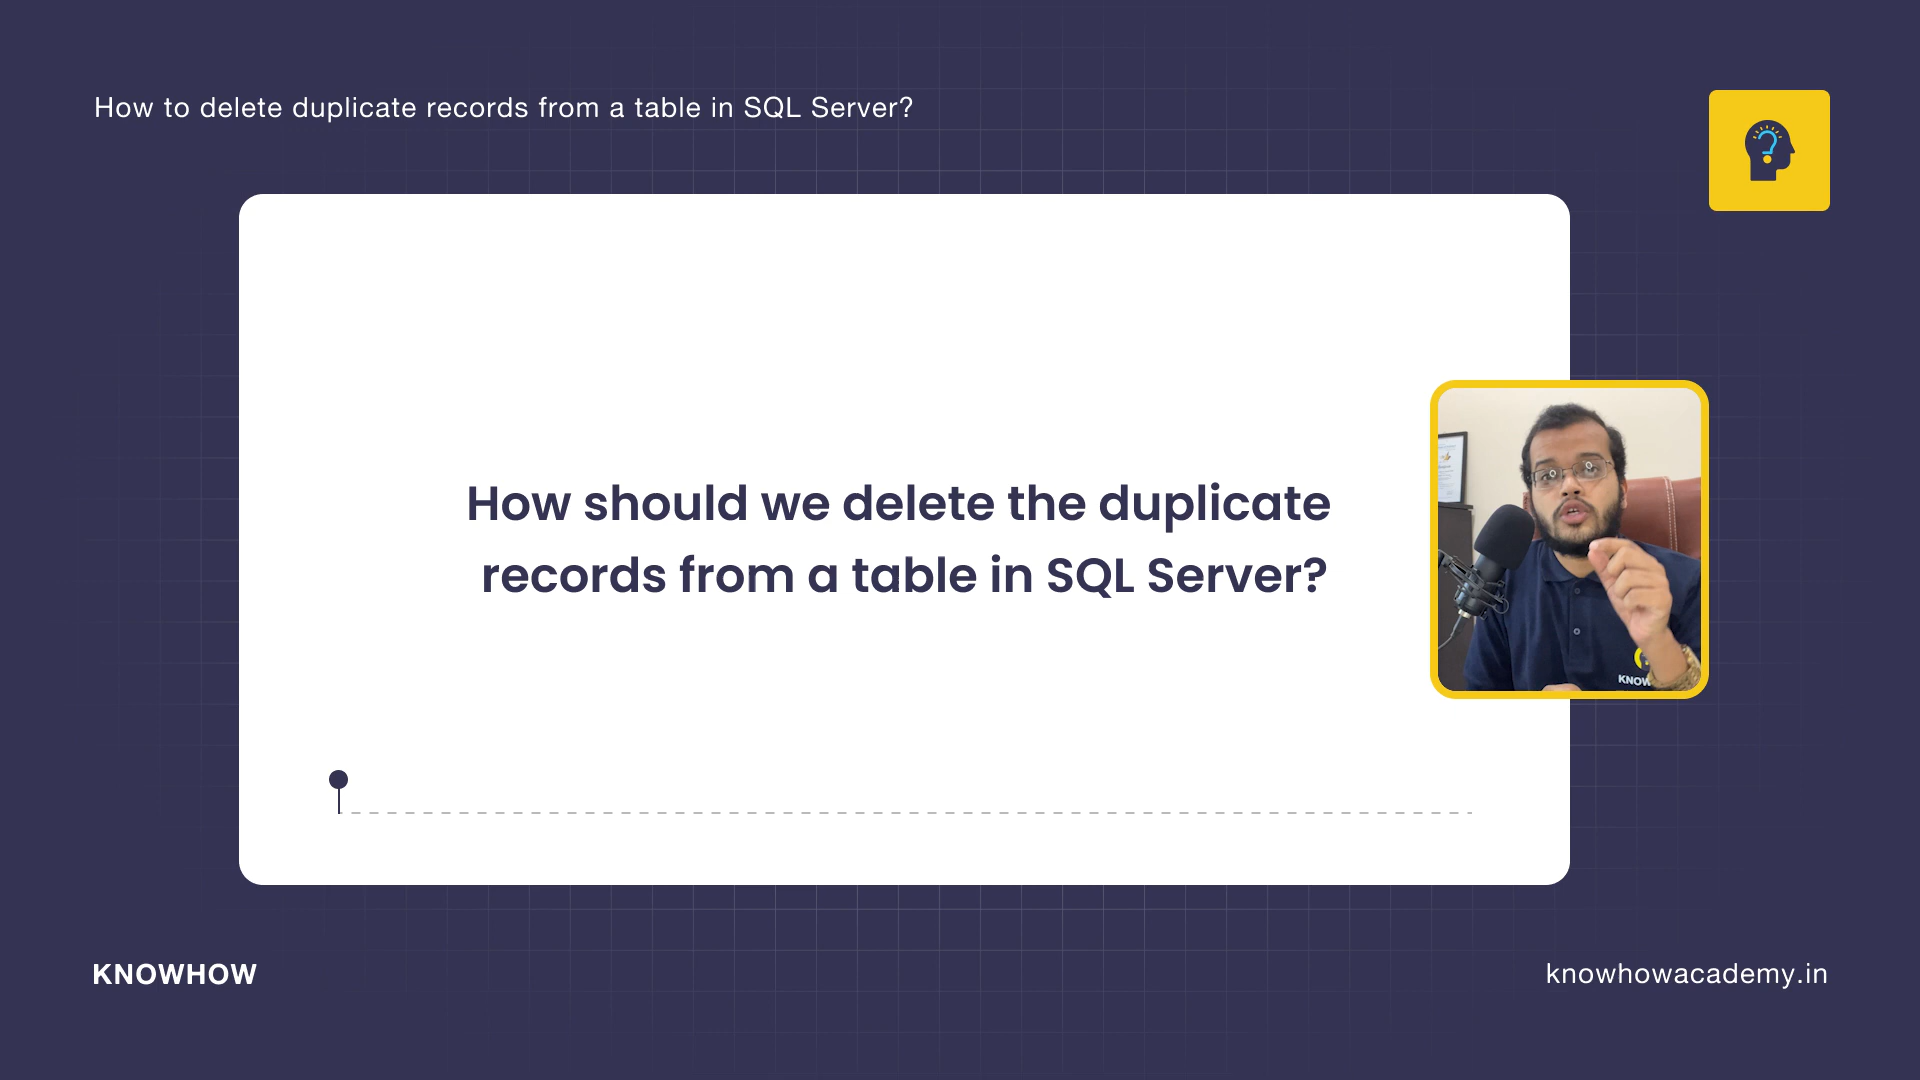 How to delete duplicate records from a table in SQL Server?
How should we delete the duplicate
records from a table in SQL Server?
KNOWHOW
knowhowacademy.in